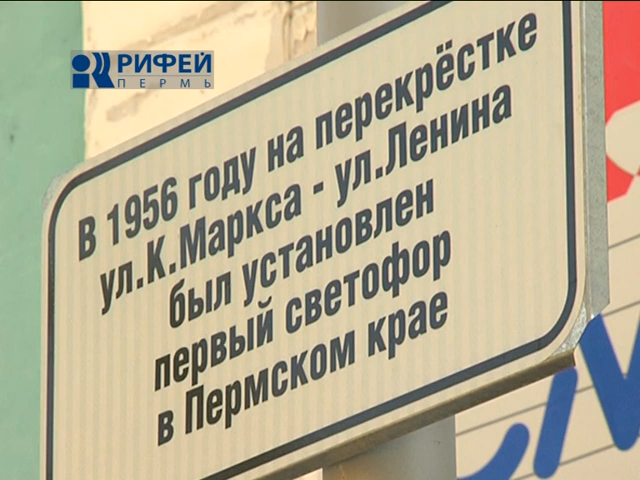 РИФЕЙ
ПЕРМЬ
В 1956 году на перекрёстке
ул.К.Маркса - ул.Ленина
был установлен
первый светофор
в Пермском крае